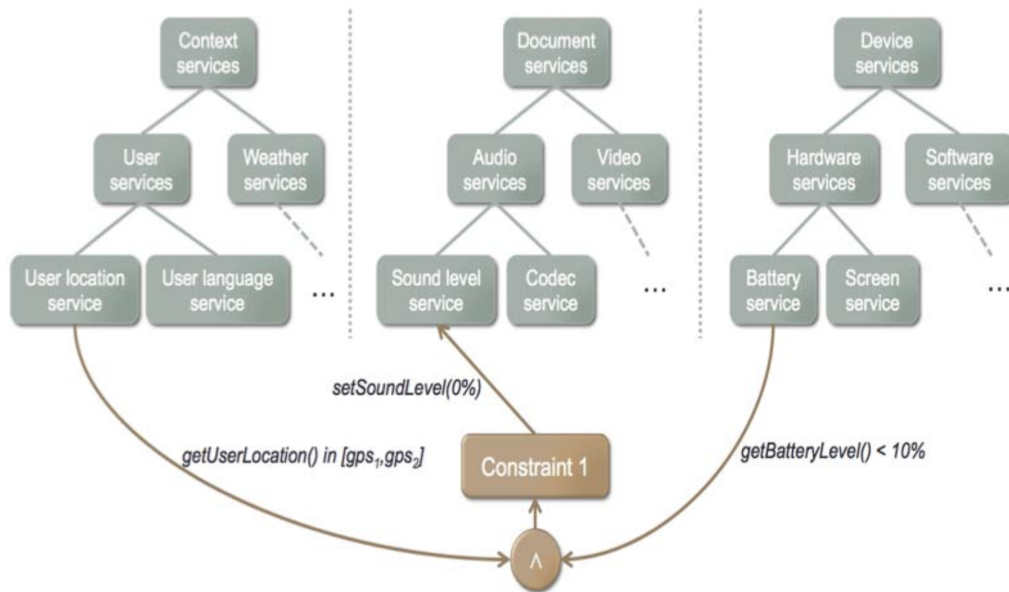 Context
services
Document
services
Device
services
User
services
Weather
services
Audio
services
Video
services
Hardware
services
Software
services
User location
service
User language
service
...
Sound level
service
Codec
service
...
Battery
service
Screen
service
...
setSoundLevel(0%)
getUserLocation() in [gps₁,gps₂]
Constraint 1
getBatteryLevel() < 10%
∧